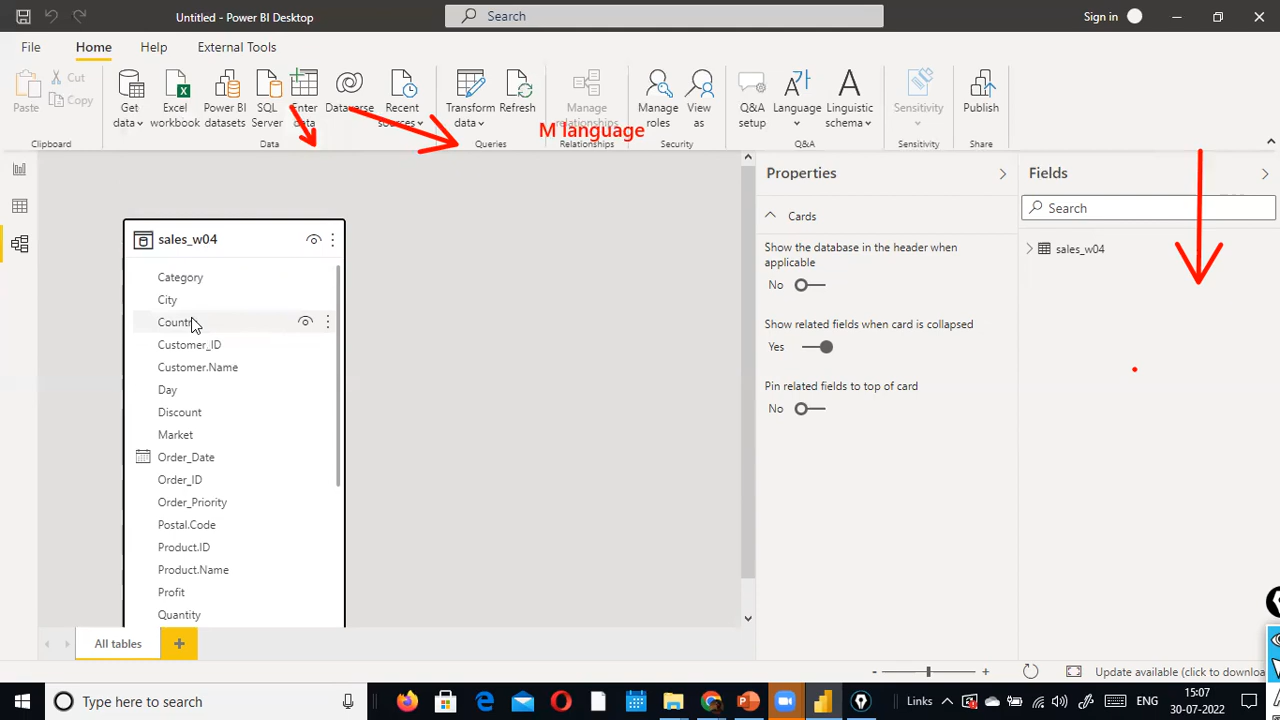 Untitled - Power BI Desktop
Search
Sign in
File Home Help External Tools
Paste
Cut
Copy
Get data
Excel workbook
Power BI datasets
SQL Server
Enter data
Dataverse
Recent sources
Transform data
Refresh
Manage relationships
Manage roles
View as
Q&A setup
Language
Linguistic schema
Sensitivity
Publish
M language
Clipboard Data Queries Relationships Security Q&A Sensitivity Share
sales_w04
Category
City
Country
Customer_ID
Customer.Name
Day
Discount
Market
Order_Date
Order_ID
Order_Priority
Postal.Code
Product.ID
Product.Name
Profit
Quantity
All tables
Properties
Cards
Show the database in the header when
applicable
No
Show related fields when card is collapsed
Yes
Pin related fields to top of card
No
Fields
Search
sales_w04
Update available (click to downloa
Type here to search
Links
ENG
15:07
30-07-2022